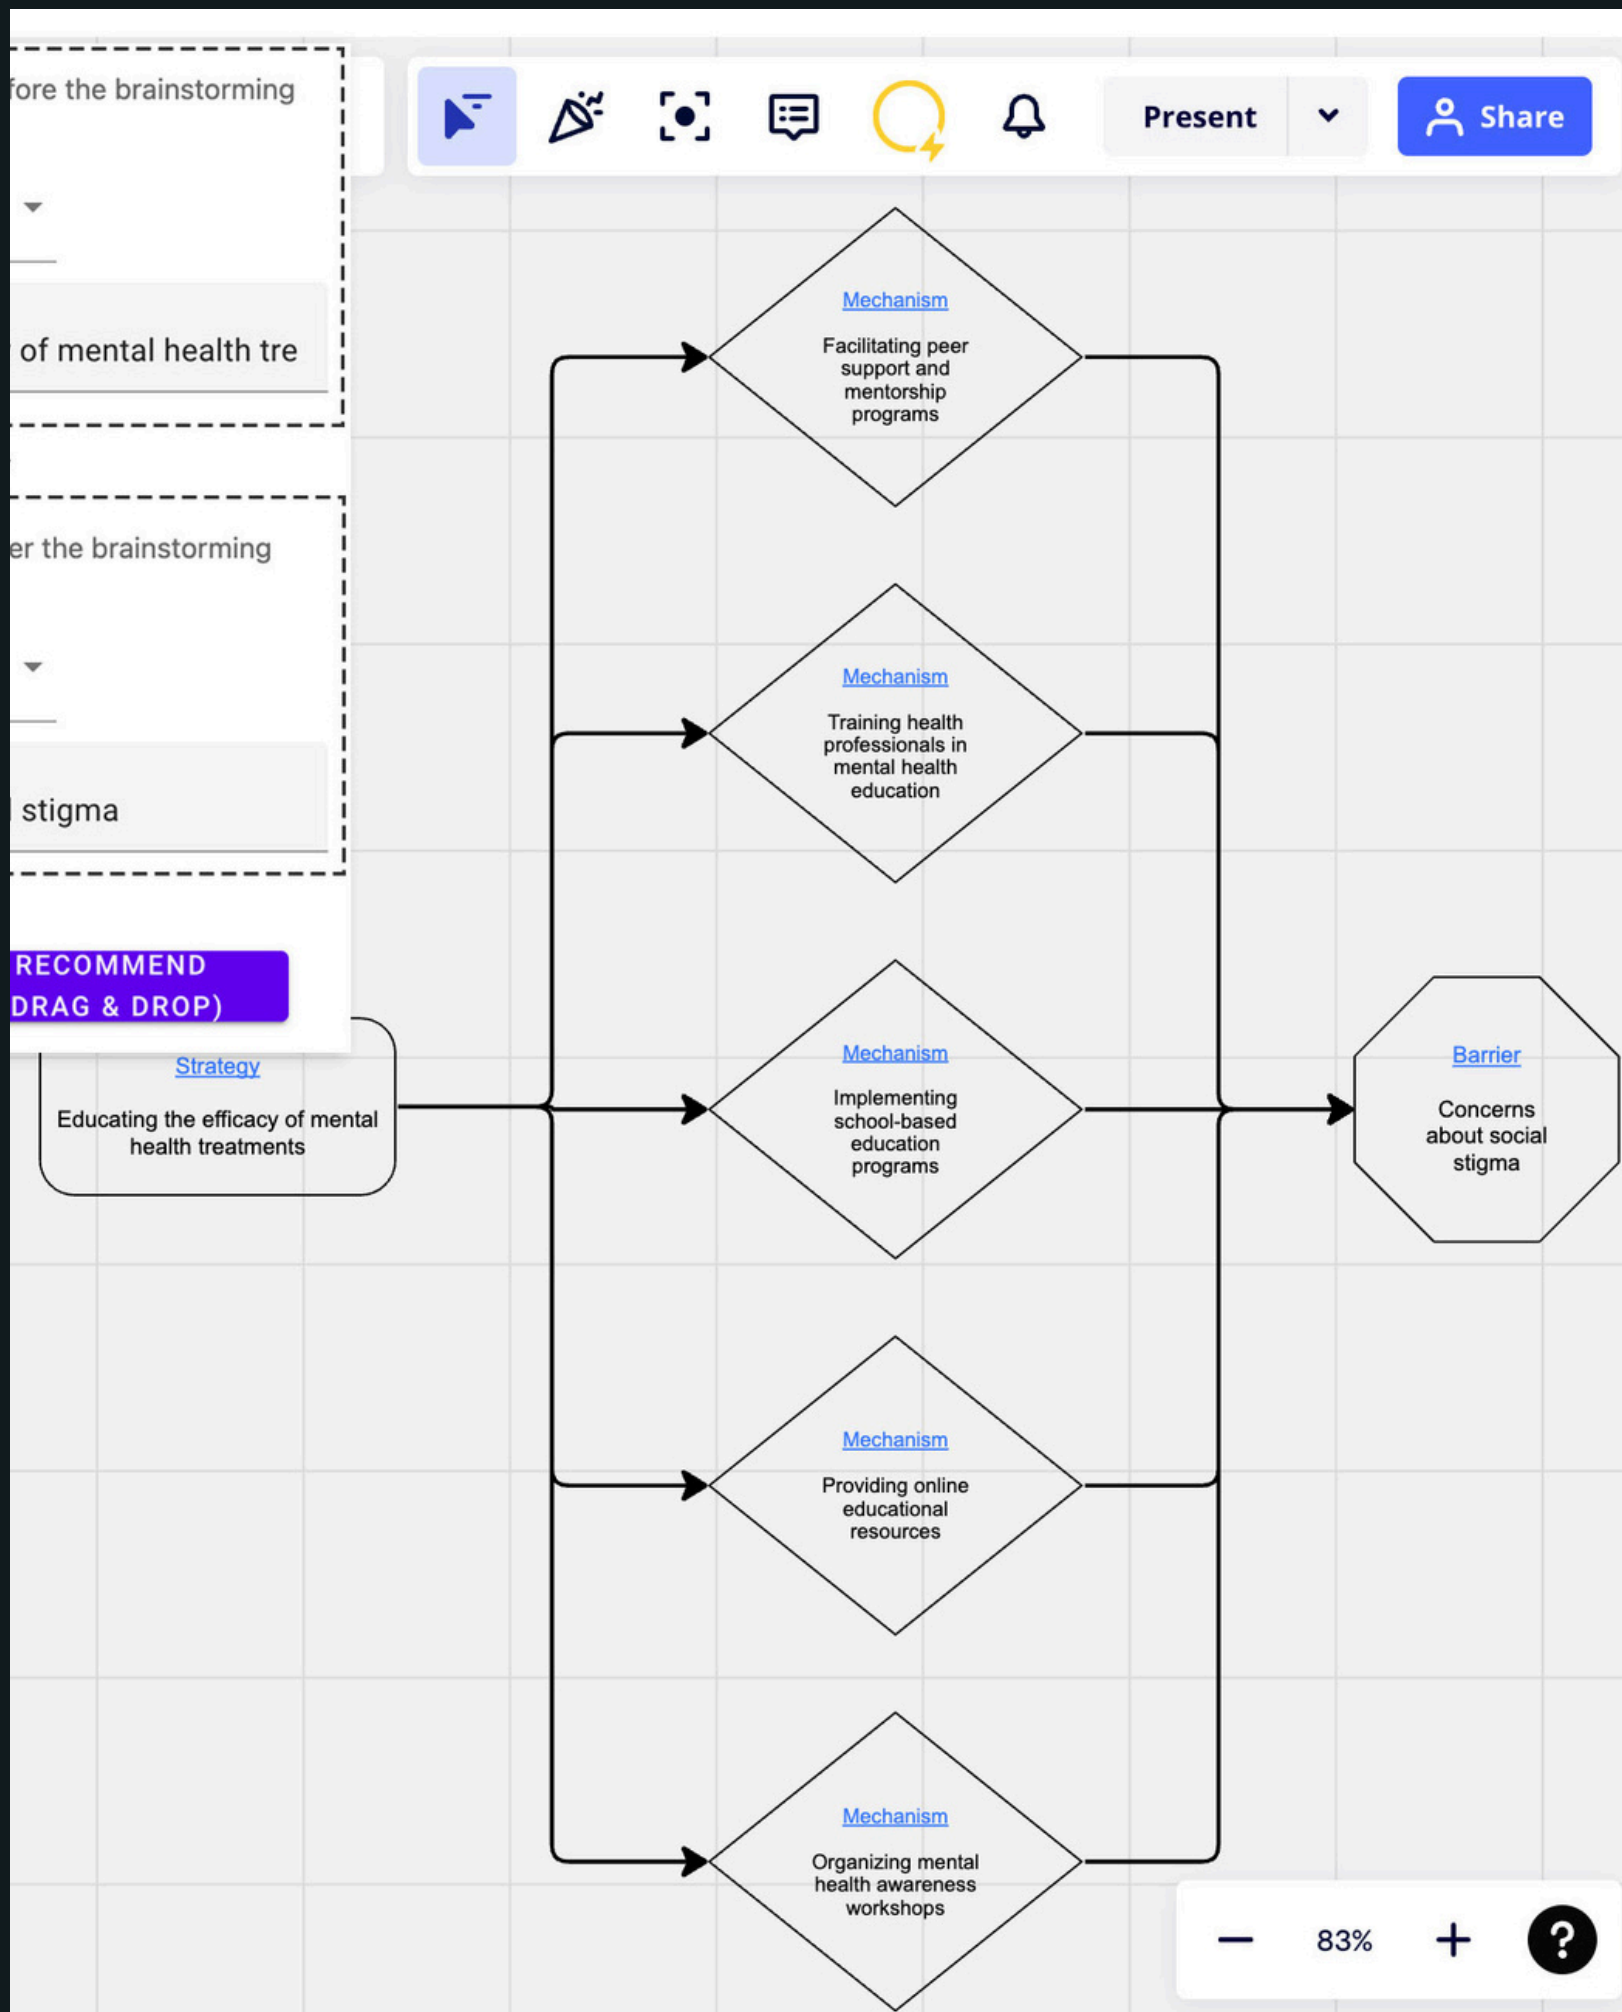 fore the brainstorming
of mental health tre
er the brainstorming
stigma
RECOMMEND
DRAG & DROP)
Present
Share
Strategy
Educating the efficacy of mental
health treatments
Mechanism
Facilitating peer
support and
mentorship
programs
Mechanism
Training health
professionals in
mental health
education
Mechanism
Implementing
school-based
education
programs
Mechanism
Providing online
educational
resources
Mechanism
Organizing mental
health awareness
workshops
Barrier
Concerns
about social
stigma
83%
?